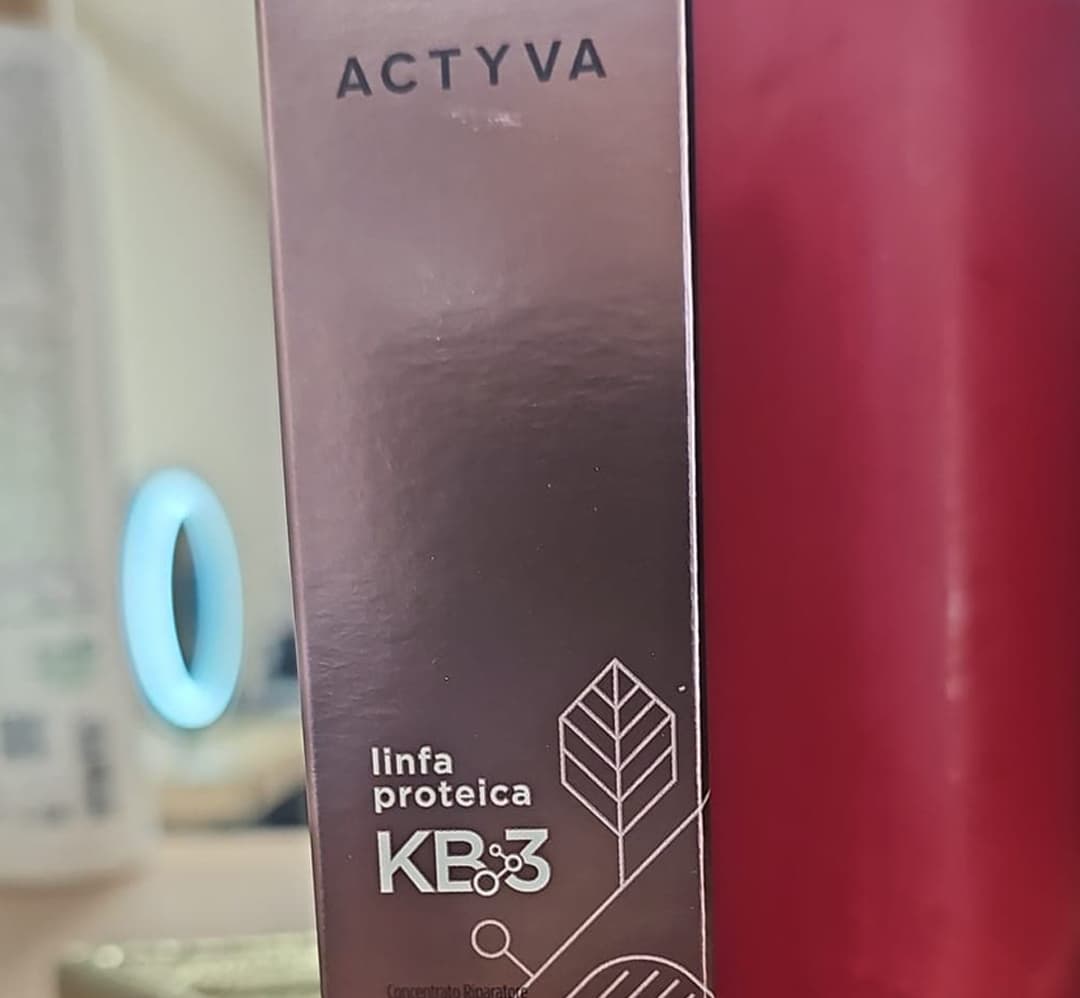 ACTYVA
linfa
proteica
KB3
Concentrato Riparatore